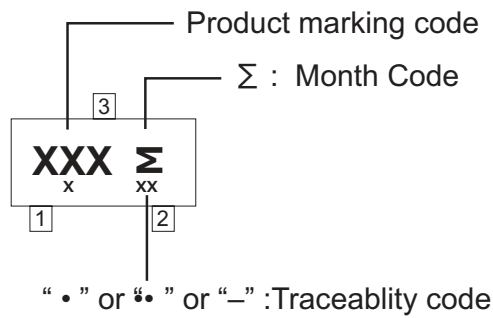 Product marking code
Σ : Month Code
3
XXX Σ
x xx
1 2
“ • ” or “•• ” or “–” :Traceablity code